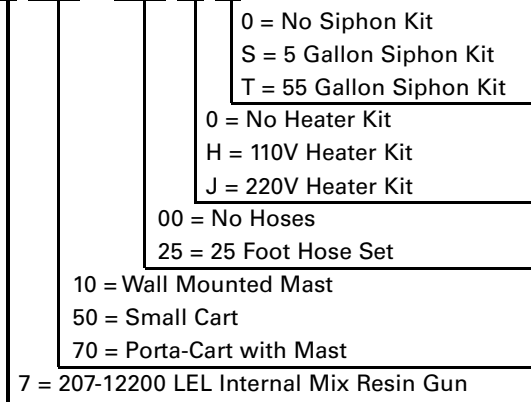 0 = No Siphon Kit
S = 5 Gallon Siphon Kit
T = 55 Gallon Siphon Kit
0 = No Heater Kit
H = 110V Heater Kit
J = 220V Heater Kit
00 = No Hoses
25 = 25 Foot Hose Set
10 = Wall Mounted Mast
50 = Small Cart
70 = Porta-Cart with Mast
7 = 207-12200 LEL Internal Mix Resin Gun